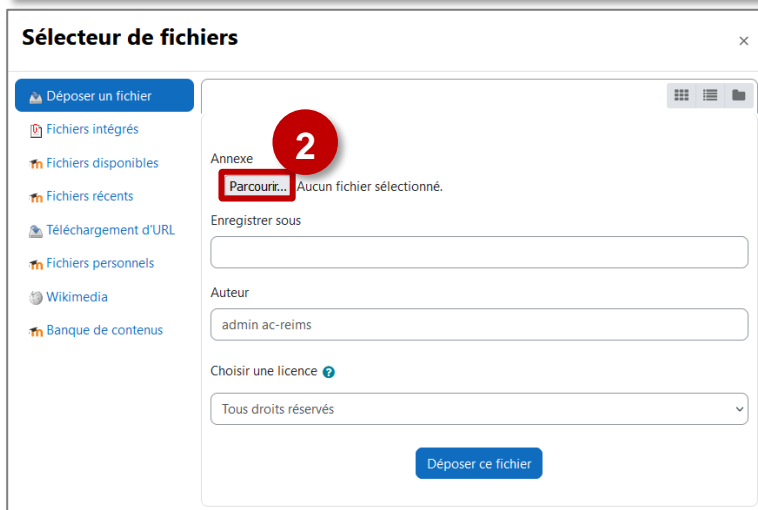 Sélecteur de fichiers
×
Déposer un fichier
Fichiers intégrés
Fichiers disponibles
Fichiers récents
Téléchargement d'URL
Fichiers personnels
Wikimedia
Banque de contenus
2
Annexe
Parcourir... Aucun fichier sélectionné.
Enregistrer sous
Auteur
admin ac-reims
Choisir une licence ?
Tous droits réservés
Déposer ce fichier